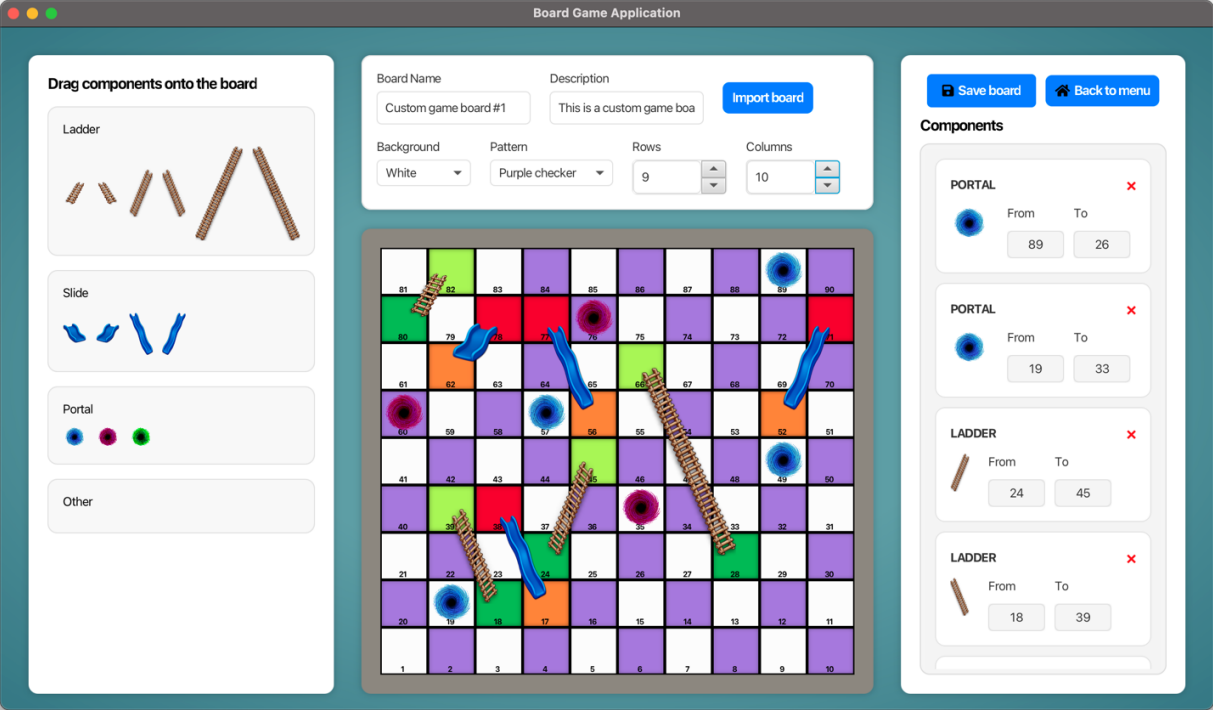 Board Game Application
Drag components onto the board
Ladder
Slide
Portal
Other
Board Name
Description
Custom game board #1
This is a custom game boa
Import board
Background
Pattern
Rows
Columns
White
Purple checker
9
10
81 82 83 84 85 86 87 88 89 90
80 79 78 77 76 75 74 73 72 71
61 62 63 64 65 66 67 68 69 70
60 59 58 57 56 55 53 52 51
41 42 43 44 45 46 48 49 50
40 39 38 37 36 35 34 33 32 31
21 22 23 24 25 26 27 28 29 30
20 19 18 17 16 15 14 13 12 11
1 2 3 4 5 6 7 8 9 10
Save board
Back to menu
Components
PORTAL
From To
89 26
PORTAL
From To
19 33
LADDER
From To
24 45
LADDER
From To
18 39